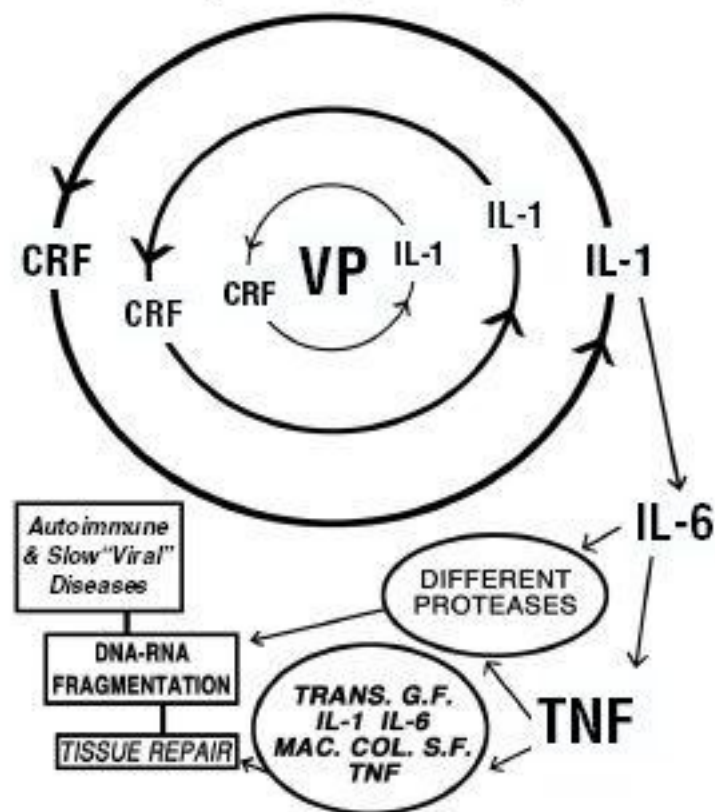 CRF
CRF
CRF
VP
IL-1
IL-1
IL-1
IL-6
DIFFERENT
PROTEASES
Autoimmune
& Slow "Viral"
Diseases
DNA-RNA
FRAGMENTATION
TISSUE REPAIR
TRANS. G.F.
IL-1 IL-6
MAC. COL. S.F.
TNF
TNF